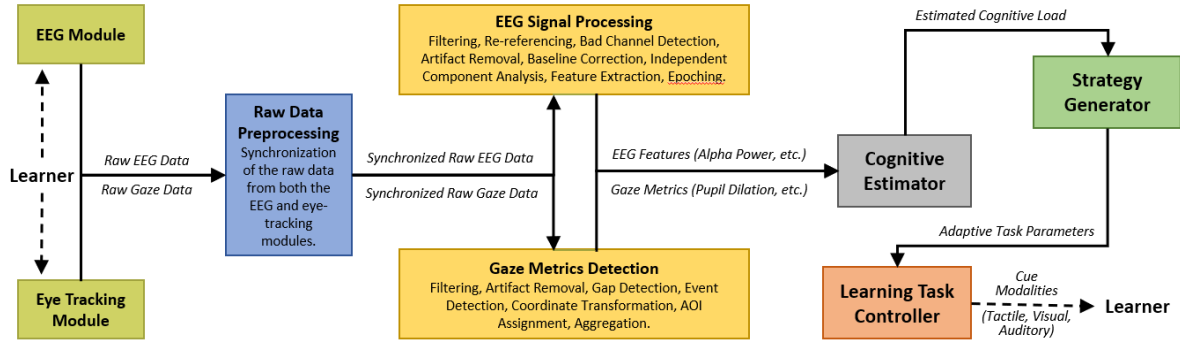 EEG Module
Learner
Eye Tracking
Module
Raw EEG Data
Raw Gaze Data
Raw Data
Preprocessing
Synchronization
of the raw data
from both the
EEG and eye-
tracking
modules.
Synchronized Raw EEG Data
Synchronized Raw Gaze Data
EEG Signal Processing
Filtering, Re-referencing, Bad Channel Detection,
Artifact Removal, Baseline Correction, Independent
Component Analysis, Feature Extraction, Epoching.
Gaze Metrics Detection
Filtering, Artifact Removal, Gap Detection, Event
Detection, Coordinate Transformation, AOI
Assignment, Aggregation.
EEG Features (Alpha Power, etc.)
Gaze Metrics (Pupil Dilation, etc.)
Cognitive
Estimator
Estimated Cognitive Load
Strategy
Generator
Adaptive Task Parameters
Learning Task
Controller
Cue
Modalities
(Tactile, Visual,
Auditory)
Learner